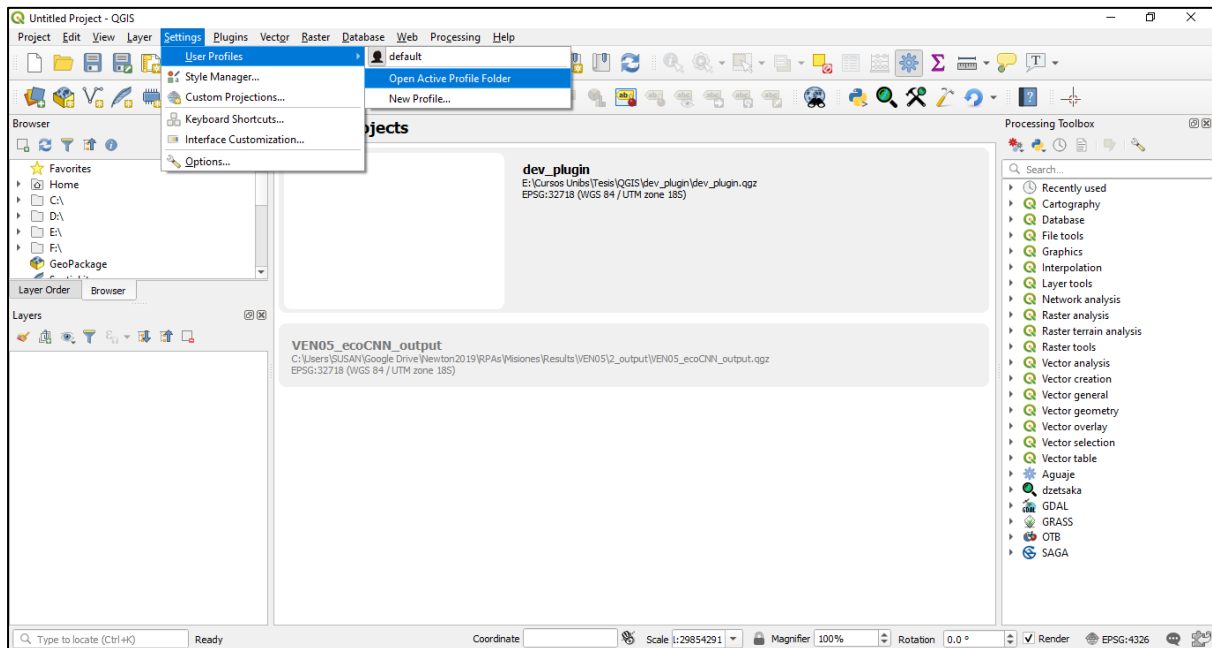 Untitled Project - QGIS
Project Edit View Layer Settings Plugins Vector Raster Database Web Processing Help
User Profiles
Style Manager...
Custom Projections...
Keyboard Shortcuts...
Interface Customization...
Options...
default
Open Active Profile Folder
New Profile...
Browser
Favorites
Home
C:\
D:\
E:\
F:\
GeoPackage
Layer Order Browser
Layers
dev_plugin
E:\Cursos Unibs\Tesis\QGIS\dev_plugin\dev_plugin.qgz
EPSG:32718 (WGS 84 / UTM zone 18S)
VEN05_ecoCNN_output
C:\Users\SUSAN\Google Drive\Newton2019\RPAs\Misiones\Results\VEN05\2_output\VEN05_ecoCNN_output.qgz
EPSG:32718 (WGS 84 / UTM zone 18S)
Processing Toolbox
Search...
Recently used
Cartography
Database
File tools
Graphics
Interpolation
Layer tools
Network analysis
Raster analysis
Raster terrain analysis
Raster tools
Vector analysis
Vector creation
Vector general
Vector geometry
Vector overlay
Vector selection
Vector table
Aguaje
dzetsaka
GDAL
GRASS
OTB
SAGA
Type to locate (Ctrl+K) Ready Coordinate Scale 1:29854291 Magnifier 100% Rotation 0.0 ° Render EPSG:4326